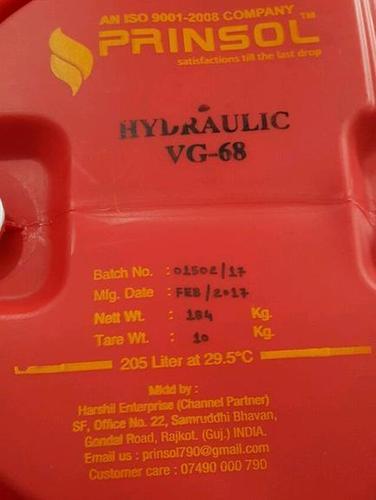 AN ISO 9001-2008 COMPANY
PRINSOL™
satisfactions till the last drop
HYDRAULIC
VG-68
Batch No. : 01502/17
Mfg. Date : FEB/2017
Nett Wt. : 184 Kg.
Tare Wt. : 10 Kg.
205 Liter at 29.5°C
Mktd by :
Harshil Enterprise (Channel Partner)
SF, Office No. 22, Samruddhi Bhavan,
Gondal Road, Rajkot. (Guj.) INDIA.
Email us : prinsol790@gmail.com
Customer care : 07490 000 790